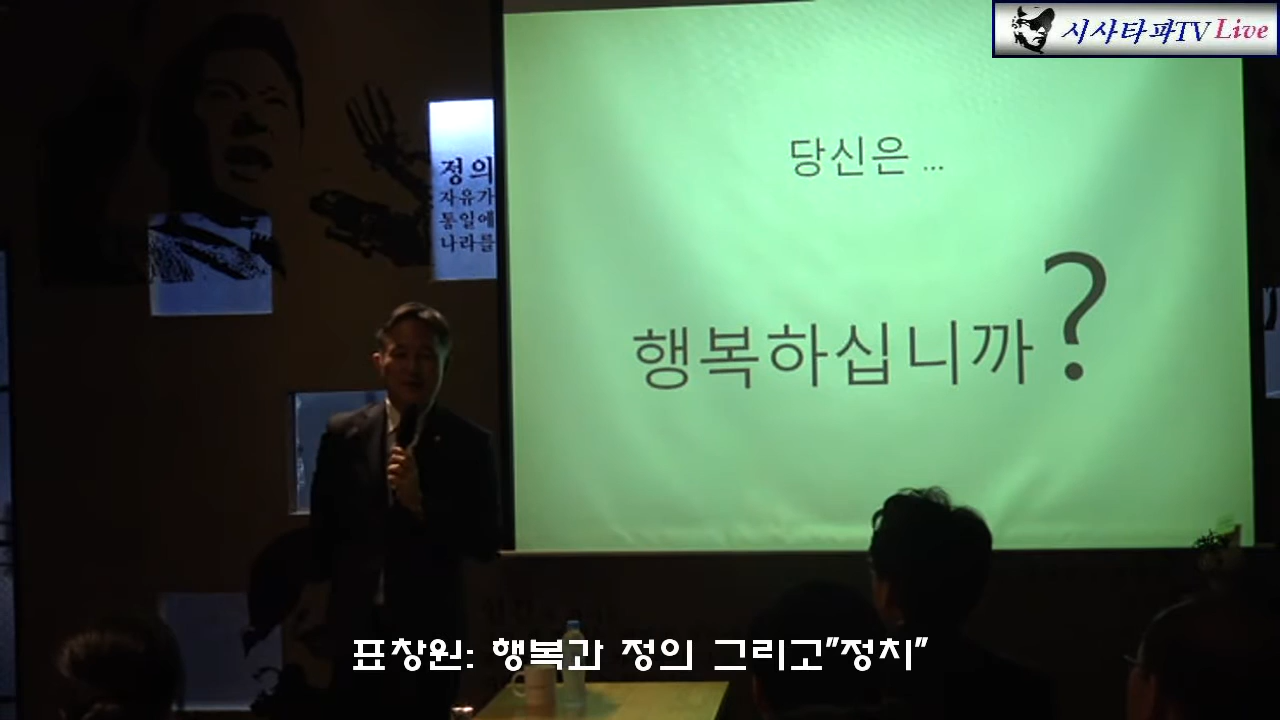 시사타파TV Live
당신은 ...
행복하십니까?
정의
자유가
통일에
나라를
표창원: 행복과 정의 그리고"정치"